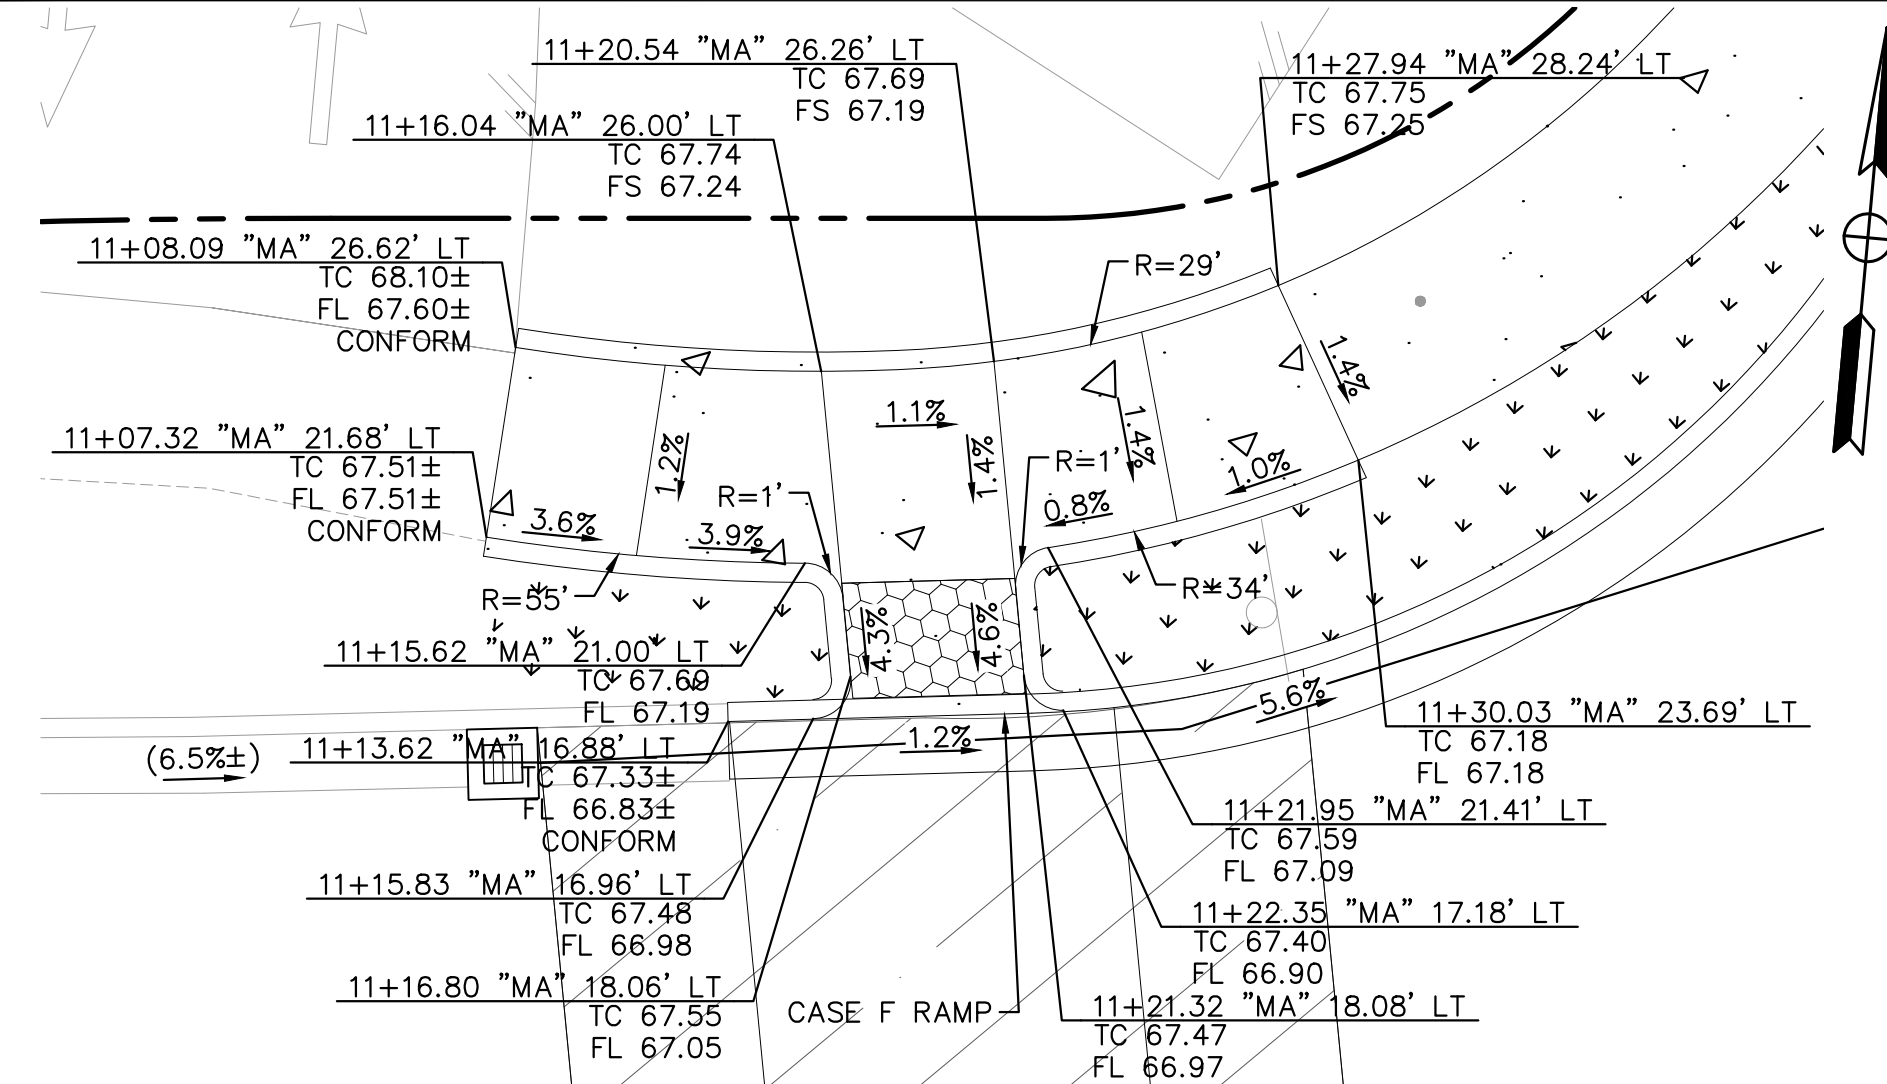 11+20.54 "MA" 26.26' LT
TC 67.69
FS 67.19
11+27.94 "MA" 28.24' LT
TC 67.75
FS 67.25
11+16.04 "MA" 26.00' LT
TC 67.74
FS 67.24
11+08.09 "MA" 26.62' LT
TC 68.10±
FL 67.60±
CONFORM
R=29'
1.4%
1.1%
11+07.32 "MA" 21.68' LT
TC 67.51±
FL 67.51±
CONFORM
1.2%
1.4%
1.4%
R=1'
R=1'
1.0%
0.8%
3.6%
3.9%
R=55'
R=34'
4.3%
4.6%
11+15.62 "MA" 21.00' LT
TC 67.69
FL 67.19
5.6%
11+30.03 "MA" 23.69' LT
TC 67.18
FL 67.18
(6.5%±)
1.2%
11+13.62 "MA" 16.88' LT
TC 67.33±
FL 66.83±
CONFORM
11+21.95 "MA" 21.41' LT
TC 67.59
FL 67.09
11+15.83 "MA" 16.96' LT
TC 67.48
FL 66.98
11+22.35 "MA" 17.18' LT
TC 67.40
FL 66.90
11+16.80 "MA" 18.06' LT
TC 67.55
FL 67.05
CASE F RAMP
11+21.32 "MA" 18.08' LT
TC 67.47
FL 66.97